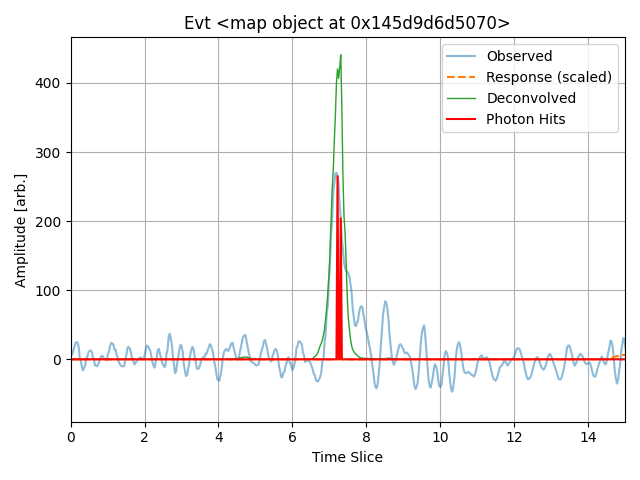 Evt <map object at 0x145d9d6d5070>
Observed
Response (scaled)
Deconvolved
Photon Hits
Amplitude [arb.]
400
300
200
100
0
0 2 4 6 8 10 12 14
Time Slice